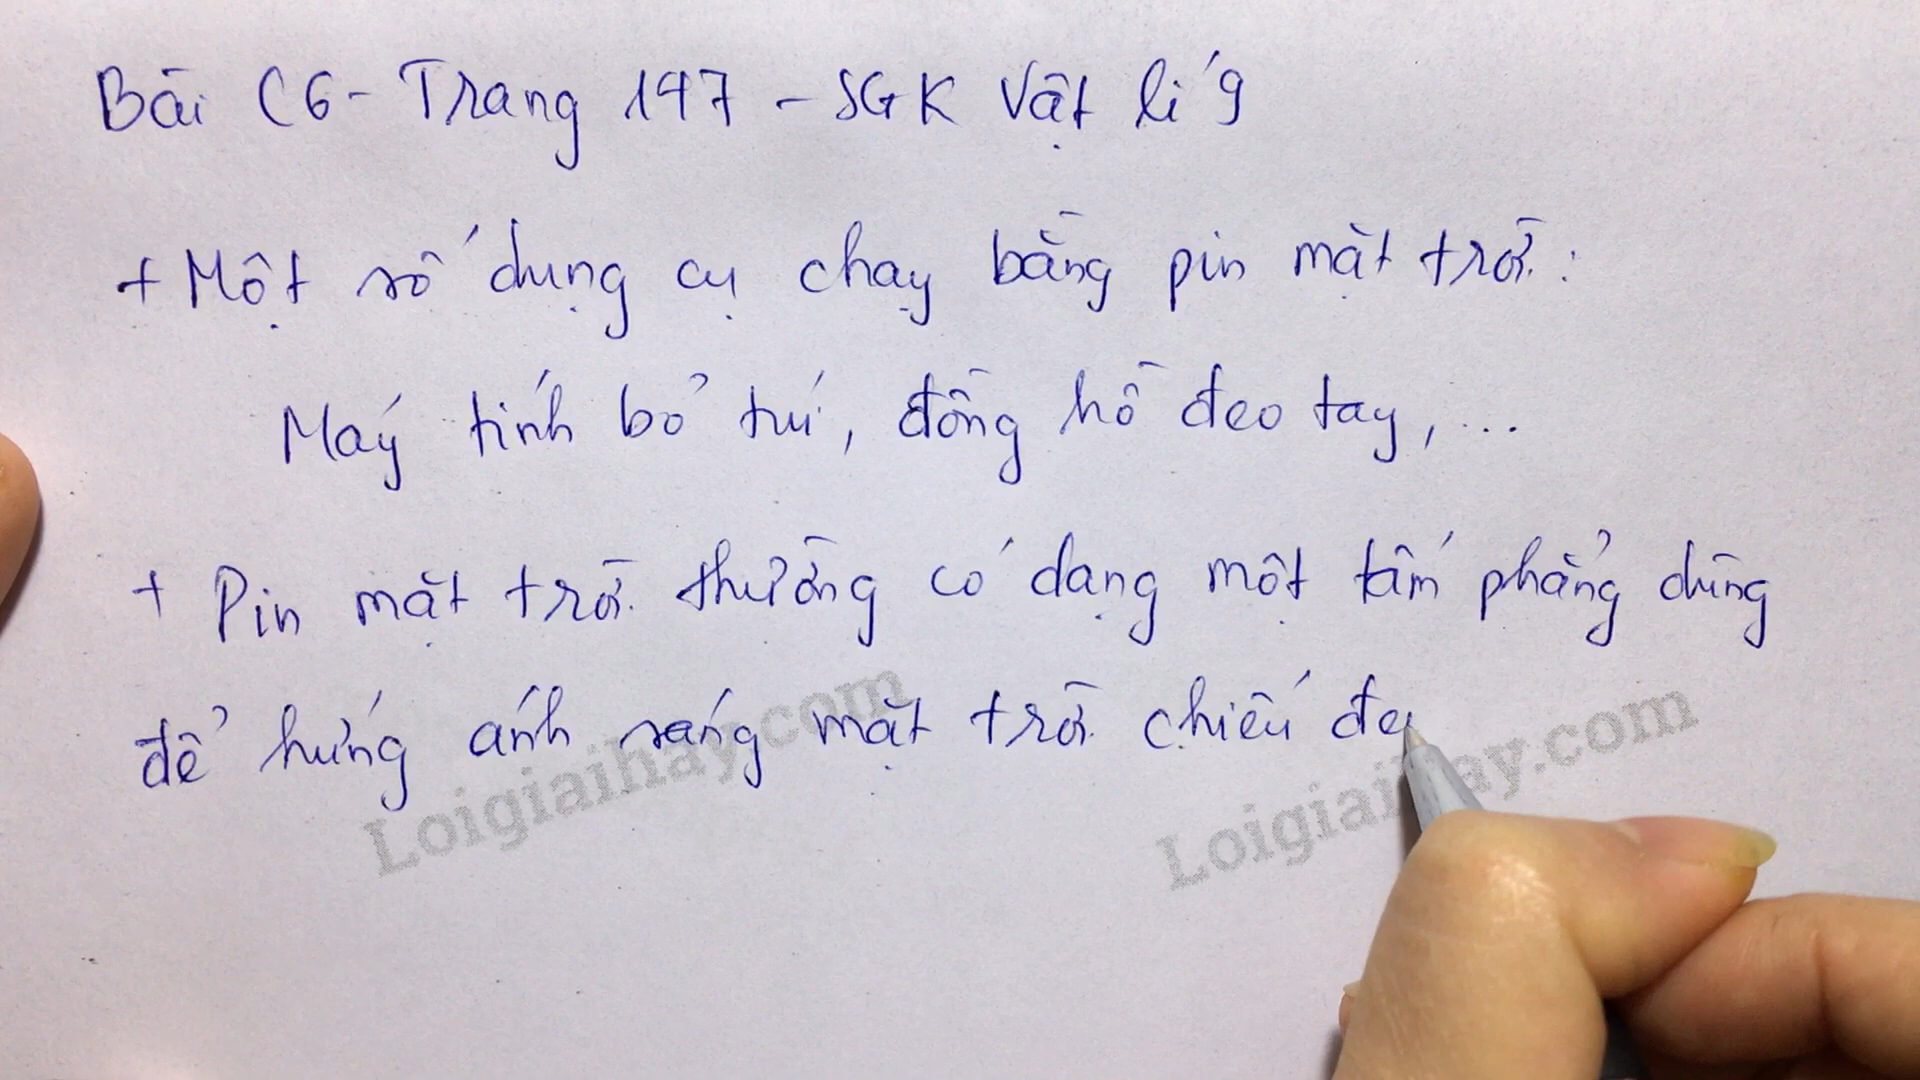 Bài C6 - Trang 147 - SGK Vật lí 9
+ Một số dụng cụ chạy bằng pin mặt trời:
Máy tính bỏ túi, đồng hồ đeo tay, ...
+ Pin mặt trời thường có dạng một tấm phẳng dùng
để hứng ánh sáng mặt trời chiếu đe
Loigiaihay.com
Loigiaihay.com